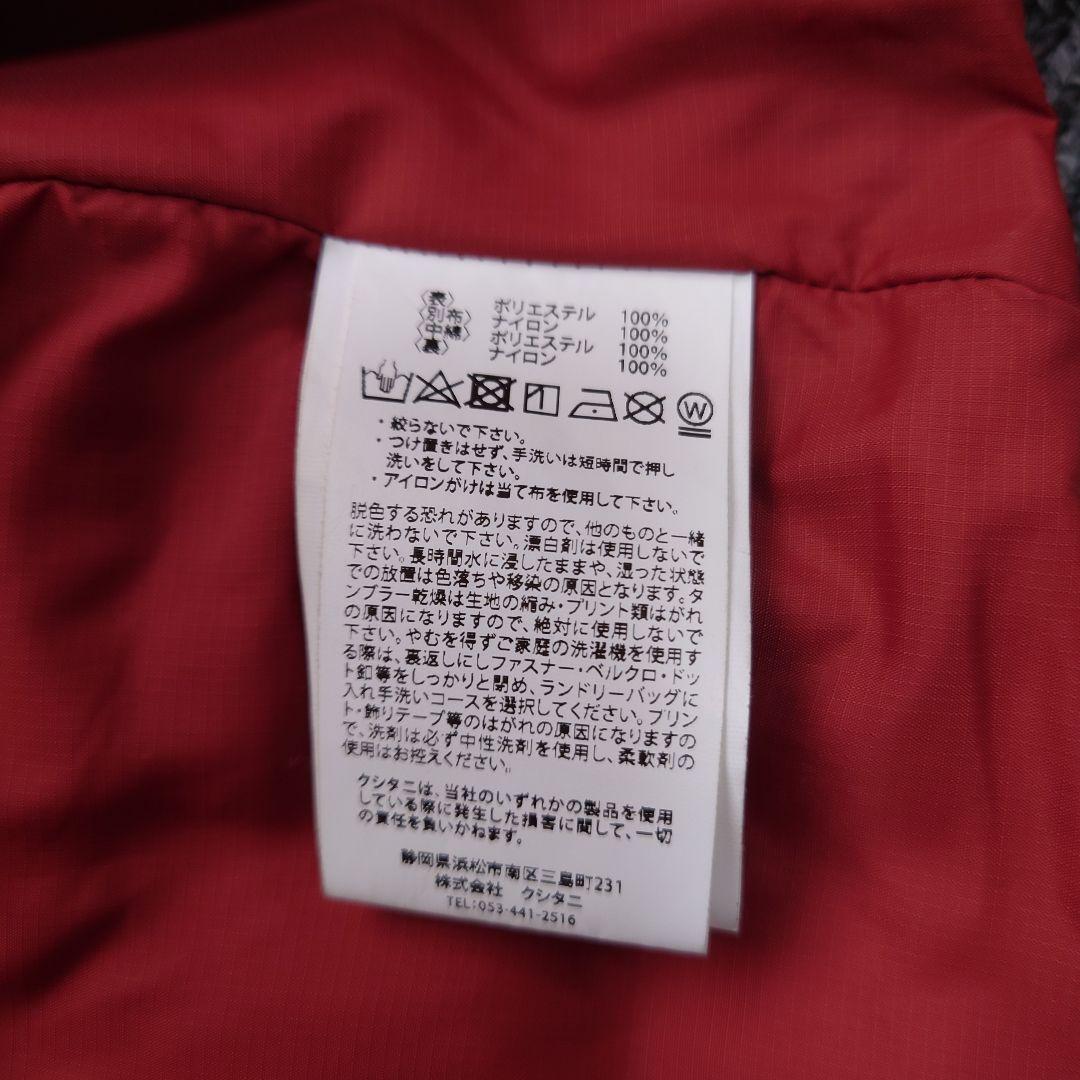 〈表〉 ポリエステル 100%
〈別布〉 ナイロン 100%
〈中綿〉 ポリエステル 100%
〈裏〉 ナイロン 100%
W
・絞らないで下さい。
・つけ置きはせず、手洗いは短時間で押し
洗いをして下さい。
・アイロンがけは当て布を使用して下さい。
脱色する恐れがありますので、他のものと一緒
に洗わないで下さい。漂白剤は使用しないで
下さい。長時間水に浸したままや、湿った状態
での放置は色落ちや移染の原因となります。タ
ンブラー乾燥は生地の縮み・プリント類はがれ
の原因になりますので、絶対に使用しないで
下さい。やむを得ずご家庭の洗濯機を使用す
る際は、裏返しにしファスナー・ベルクロ・ドッ
ト釦等をしっかりと閉め、ランドリーバッグに
入れ手洗いコースを選択してください。プリン
ト・飾りテープ等のはがれの原因になりますの
で、洗剤は必ず中性洗剤を使用し、柔軟剤の
使用はお控えください。
クシタニは、当社のいずれかの製品を使用
している際に発生した損害に関して、一切
の責任を負いかねます。
静岡県浜松市南区三島町231
株式会社 クシタニ
TEL:053-441-2516